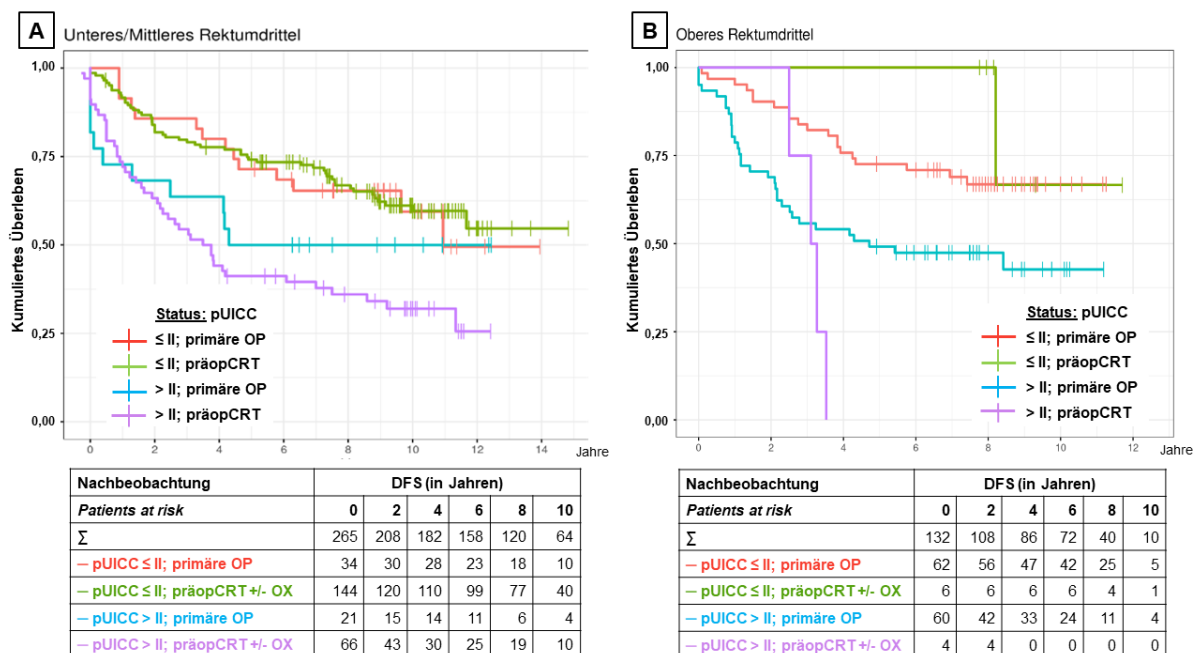 A Unteres/Mittleres Rektumdrittel
Kumuliertes Überleben
1,00
0,75
0,50
0,25
0,00
Status: pUICC
≤ II; primäre OP
≤ II; präopCRT
> II; primäre OP
> II; präopCRT
0 2 4 6 8 10 12 14 Jahre
Nachbeobachtung DFS (in Jahren)
Patients at risk 0 2 4 6 8 10
Σ 265 208 182 158 120 64
— pUICC ≤ II; primäre OP 34 30 28 23 18 10
— pUICC ≤ II; präopCRT +/- OX 144 120 110 99 77 40
— pUICC > II; primäre OP 21 15 14 11 6 4
— pUICC > II; präopCRT +/- OX 66 43 30 25 19 10
B Oberes Rektumdrittel
Kumuliertes Überleben
1,00
0,75
0,50
0,25
0,00
Status: pUICC
≤ II; primäre OP
≤ II; präopCRT
> II; primäre OP
> II; präopCRT
0 2 4 6 8 10 12 Jahre
Nachbeobachtung DFS (in Jahren)
Patients at risk 0 2 4 6 8 10
Σ 132 108 86 72 40 10
— pUICC ≤ II; primäre OP 62 56 47 42 25 5
— pUICC ≤ II; präopCRT +/- OX 6 6 6 6 4 1
— pUICC > II; primäre OP 60 42 33 24 11 4
— pUICC > II; präopCRT +/- OX 4 4 0 0 0 0